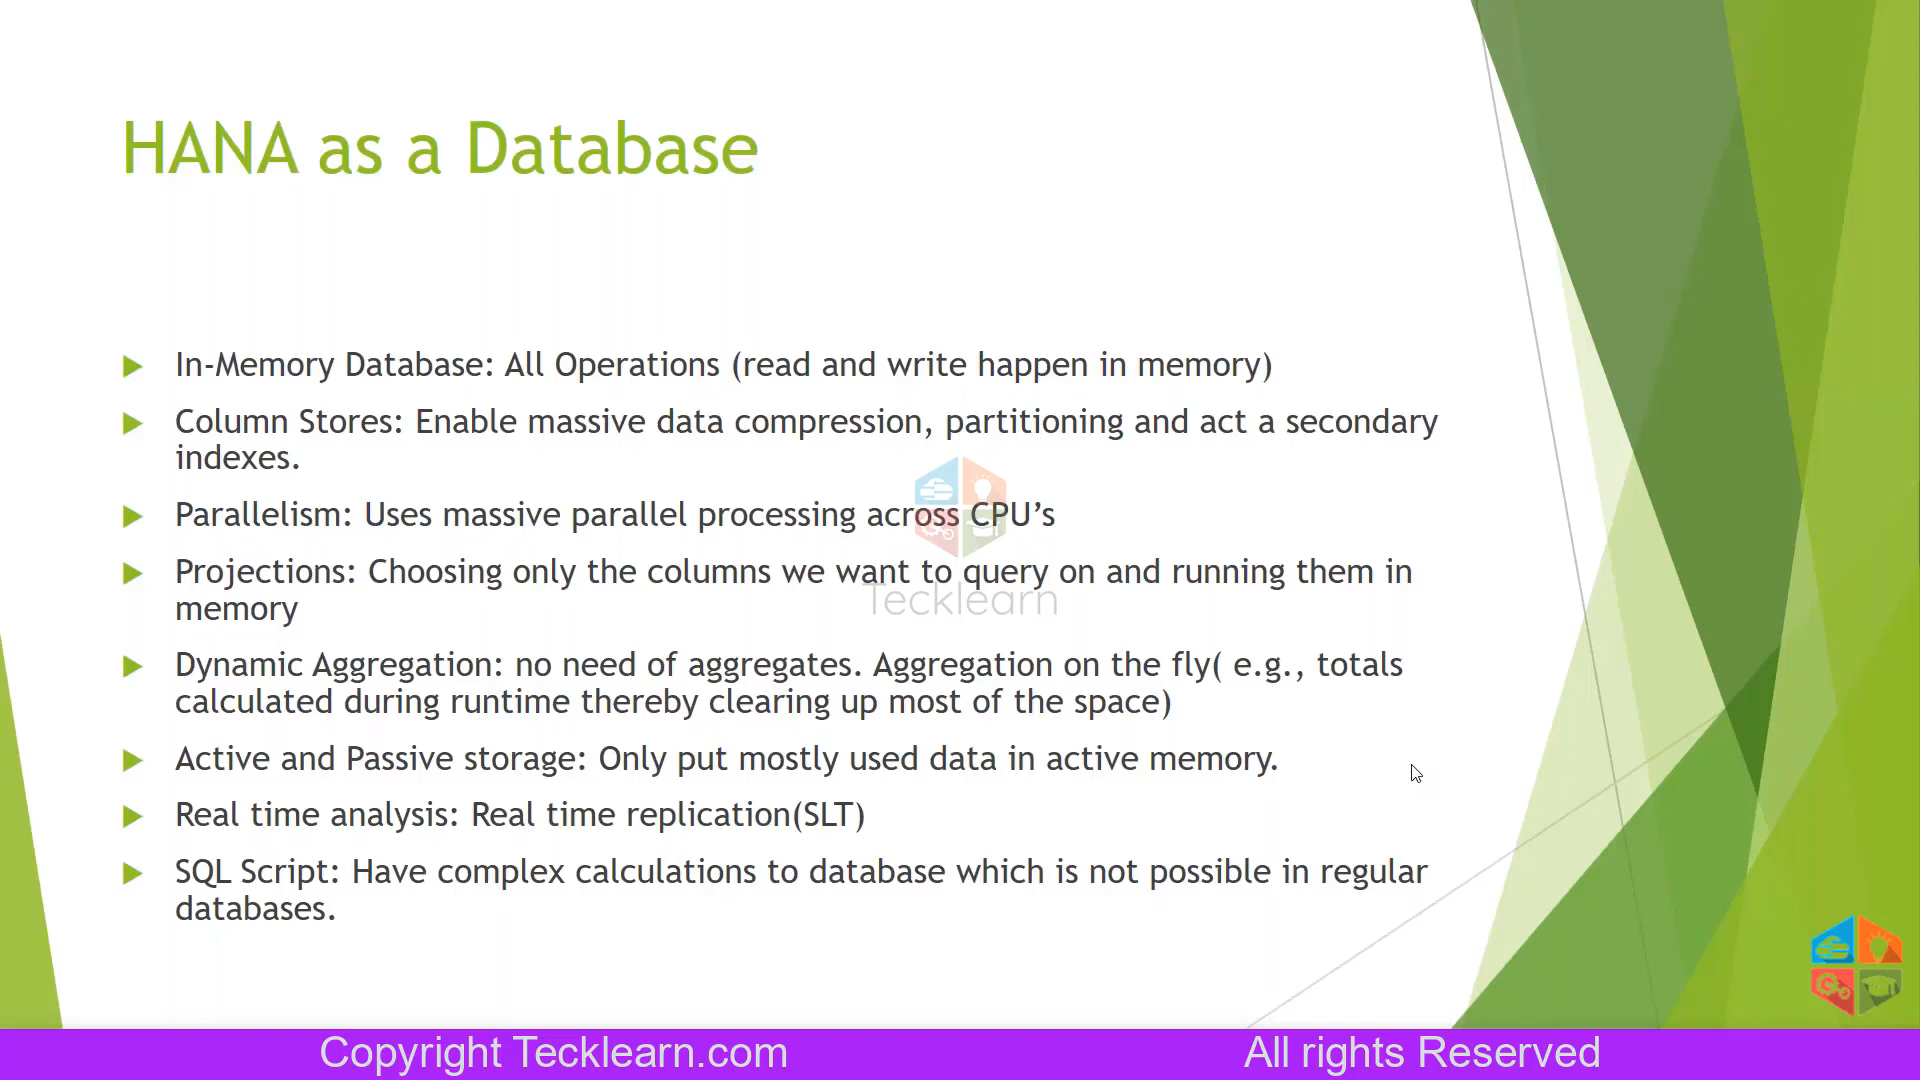 HANA as a Database
In-Memory Database: All Operations (read and write happen in memory)
Column Stores: Enable massive data compression, partitioning and act a secondary
indexes.
Parallelism: Uses massive parallel processing across CPU’s
Projections: Choosing only the columns we want to query on and running them in
memory
Tecklearn
Dynamic Aggregation: no need of aggregates. Aggregation on the fly( e.g., totals
calculated during runtime thereby clearing up most of the space)
Active and Passive storage: Only put mostly used data in active memory.
Real time analysis: Real time replication(SLT)
SQL Script: Have complex calculations to database which is not possible in regular
databases.
Copyright Tecklearn.com
All rights Reserved